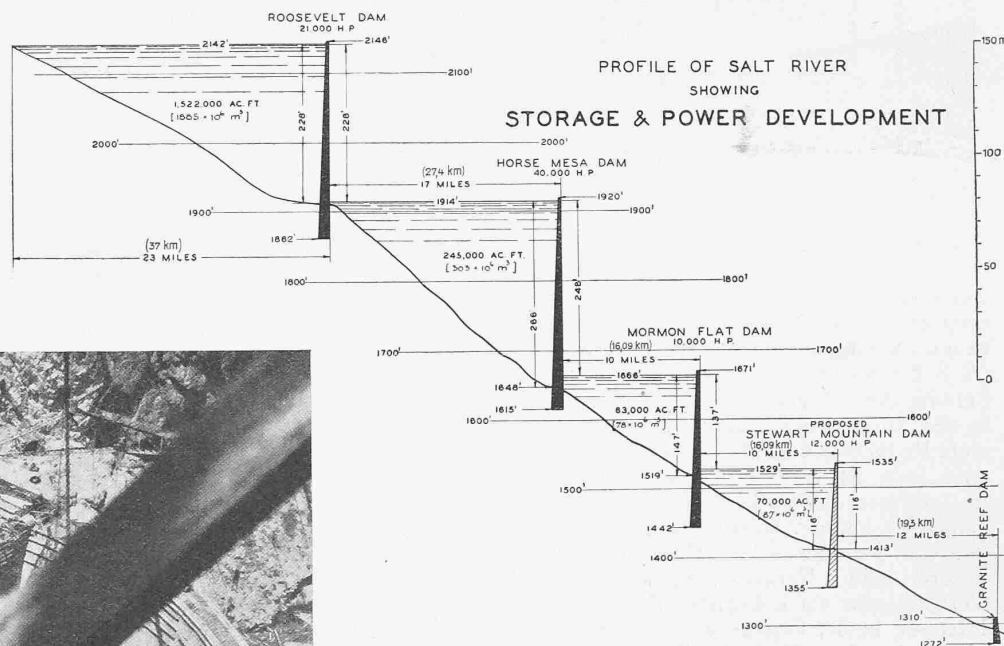 ROOSEVELT DAM
21,000 H P
2142'
2146'
2100'
1,522,000 AC. FT
[1885 × 10⁶ m³]
228'
228'
2000'
1900'
1862'
(37 km)
23 MILES
PROFILE OF SALT RIVER
SHOWING
STORAGE & POWER DEVELOPMENT
150 m
100
50
0
2000'
HORSE MESA DAM
40,000 H P
(27,4 km)
17 MILES
1914'
1920'
1900'
245,000 AC. FT.
[303 × 10⁶ m³]
266'
248'
1800'
1800'
1700'
1648'
1615'
1600'
MORMON FLAT DAM
10,000 H. P.
(16,09 km)
10 MILES
1700'
1666'
1671'
63,000 AC. FT
[78 × 10⁶ m³]
147'
137'
1600'
1519'
1500'
1442'
PROPOSED
STEWART MOUNTAIN DAM
12,000 H P
(16,09 km)
10 MILES
1529'
1535'
70,000 AC. FT
[87 × 10⁶ m³]
116'
116'
1500'
1413'
1400'
1355'
(19,3 km)
12 MILES
1400'
GRANITE REEF DAM
1310'
1300'
1272'